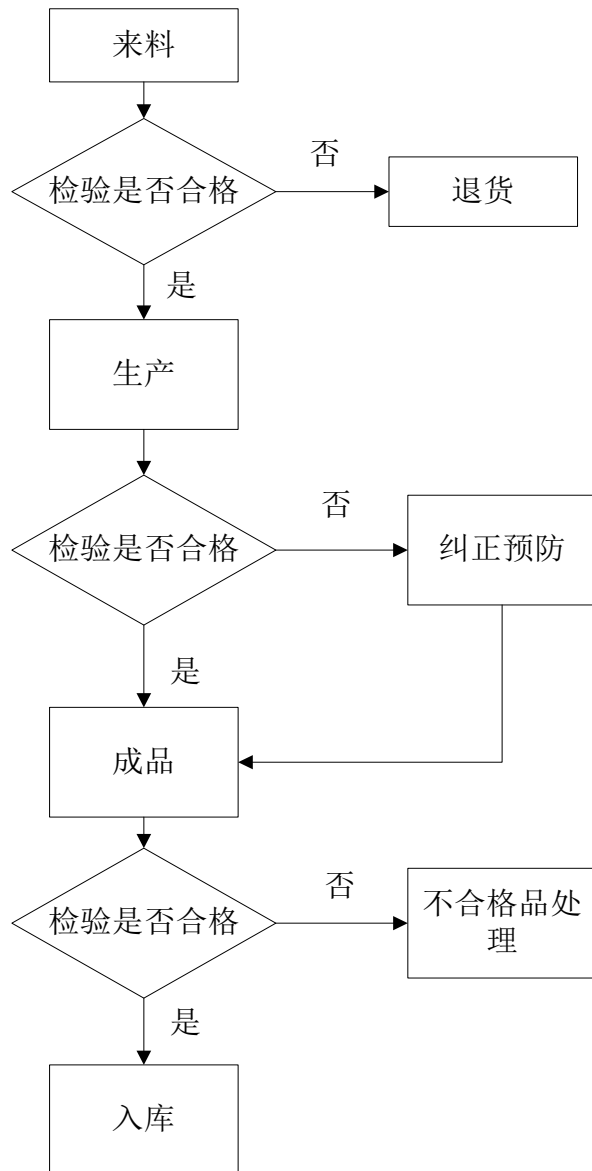 来料
检验是否合格
否
退货
是
生产
检验是否合格
否
纠正预防
是
成品
检验是否合格
否
不合格品处
理
是
入库